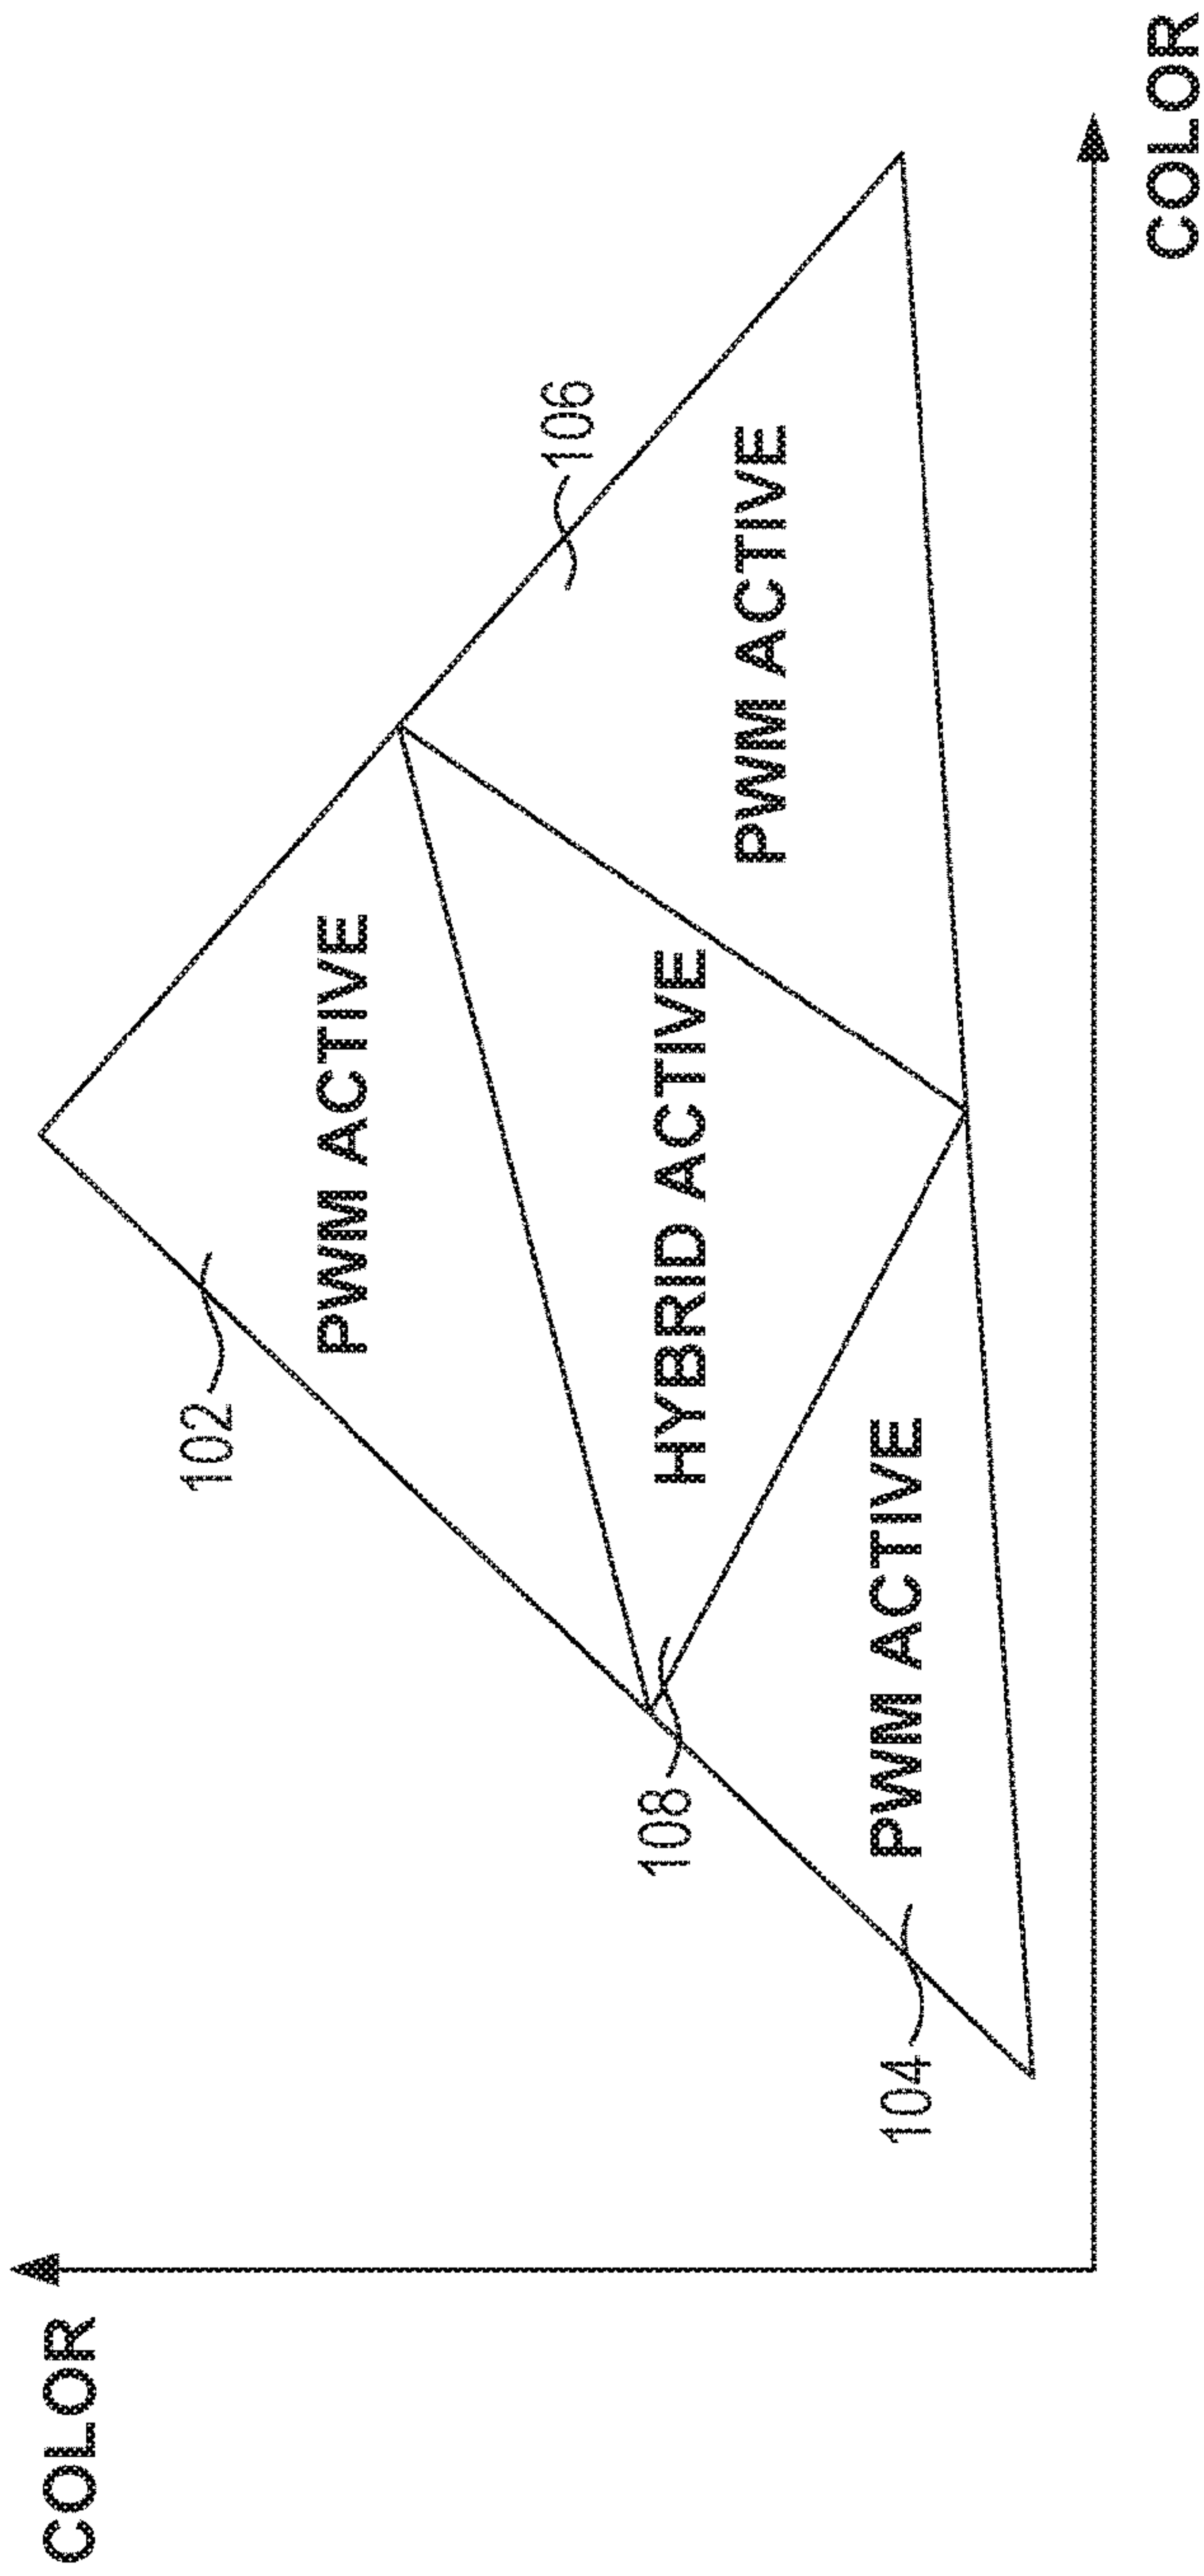 COLOR
102
PWM ACTIVE
106
108
HYBRID ACTIVE
PWM ACTIVE
104
PWM ACTIVE
COLOR